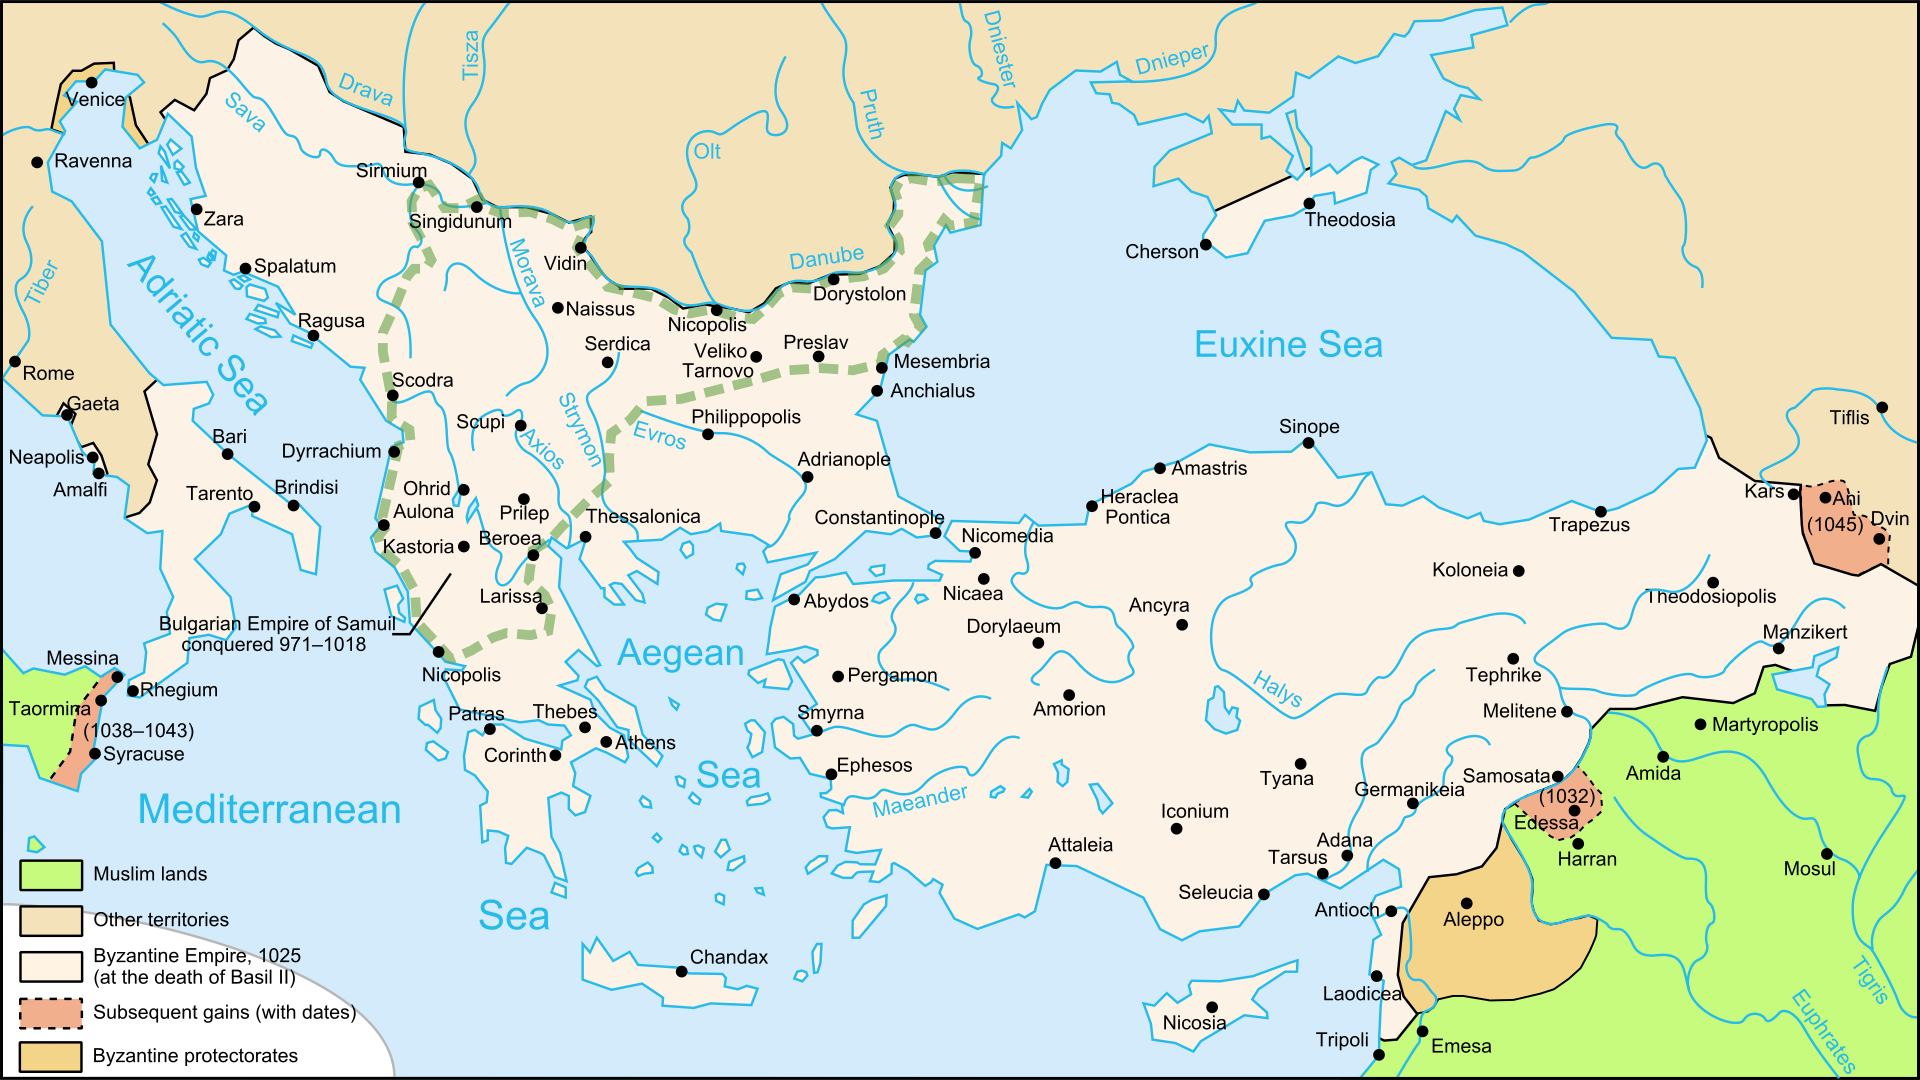 Venice
Ravenna
Tiber
Rome
Gaeta
Neapolis
Amalfi
Adriatic Sea
Zara
Spalatum
Ragusa
Sava
Drava
Tisza
Sirmium
Singidunum
Morava
Vidin
Naissus
Serdica
Olt
Pruth
Dniester
Dnieper
Danube
Dorystolon
Nicopolis
Veliko
Tarnovo
Preslav
Mesembria
Anchialus
Cherson
Theodosia
Euxine Sea
Scodra
Scupi
Axios
Strymon
Evros
Philippopolis
Adrianople
Dyrrachium
Ohrid
Aulona
Prilep
Kastoria
Beroea
Thessalonica
Larissa
Bari
Tarento
Brindisi
Constantinople
Nicomedia
Nicaea
Heraclea
Pontica
Amastris
Sinope
Trapezus
Tiflis
Kars
Ani
(1045)
Dvin
Koloneia
Theodosiopolis
Manzikert
Abydos
Dorylaeum
Ancyra
Bulgarian Empire of Samuil
conquered 971–1018
Messina
Rhegium
Taormina
(1038–1043)
Syracuse
Nicopolis
Patras
Thebes
Corinth
Athens
Aegean
Sea
Pergamon
Smyrna
Ephesos
Maeander
Amorion
Halys
Tephrike
Melitene
Martyropolis
Amida
Samosata
(1032)
Edessa
Harran
Mosul
Tyana
Germanikeia
Iconium
Attaleia
Adana
Tarsus
Seleucia
Antioch
Aleppo
Laodicea
Tripoli
Emesa
Tigris
Euphrates
Mediterranean
Sea
Chandax
Nicosia
Muslim lands
Other territories
Byzantine Empire, 1025
(at the death of Basil II)
Subsequent gains (with dates)
Byzantine protectorates